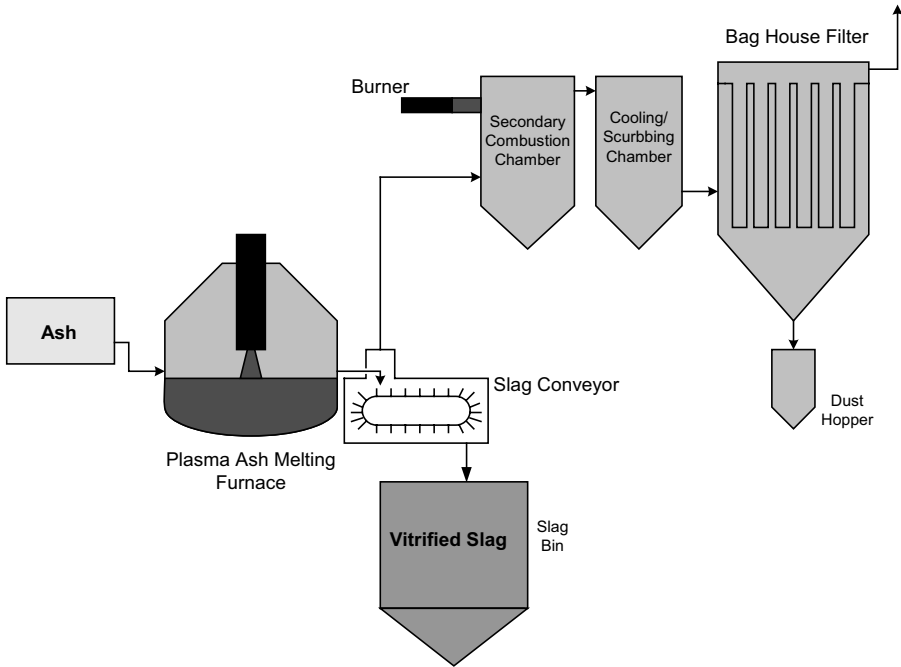 Bag House Filter
Burner
Secondary
Combustion
Chamber
Cooling/
Scurbbing
Chamber
Ash
Slag Conveyor
Dust
Hopper
Plasma Ash Melting
Furnace
Vitrified Slag
Slag
Bin